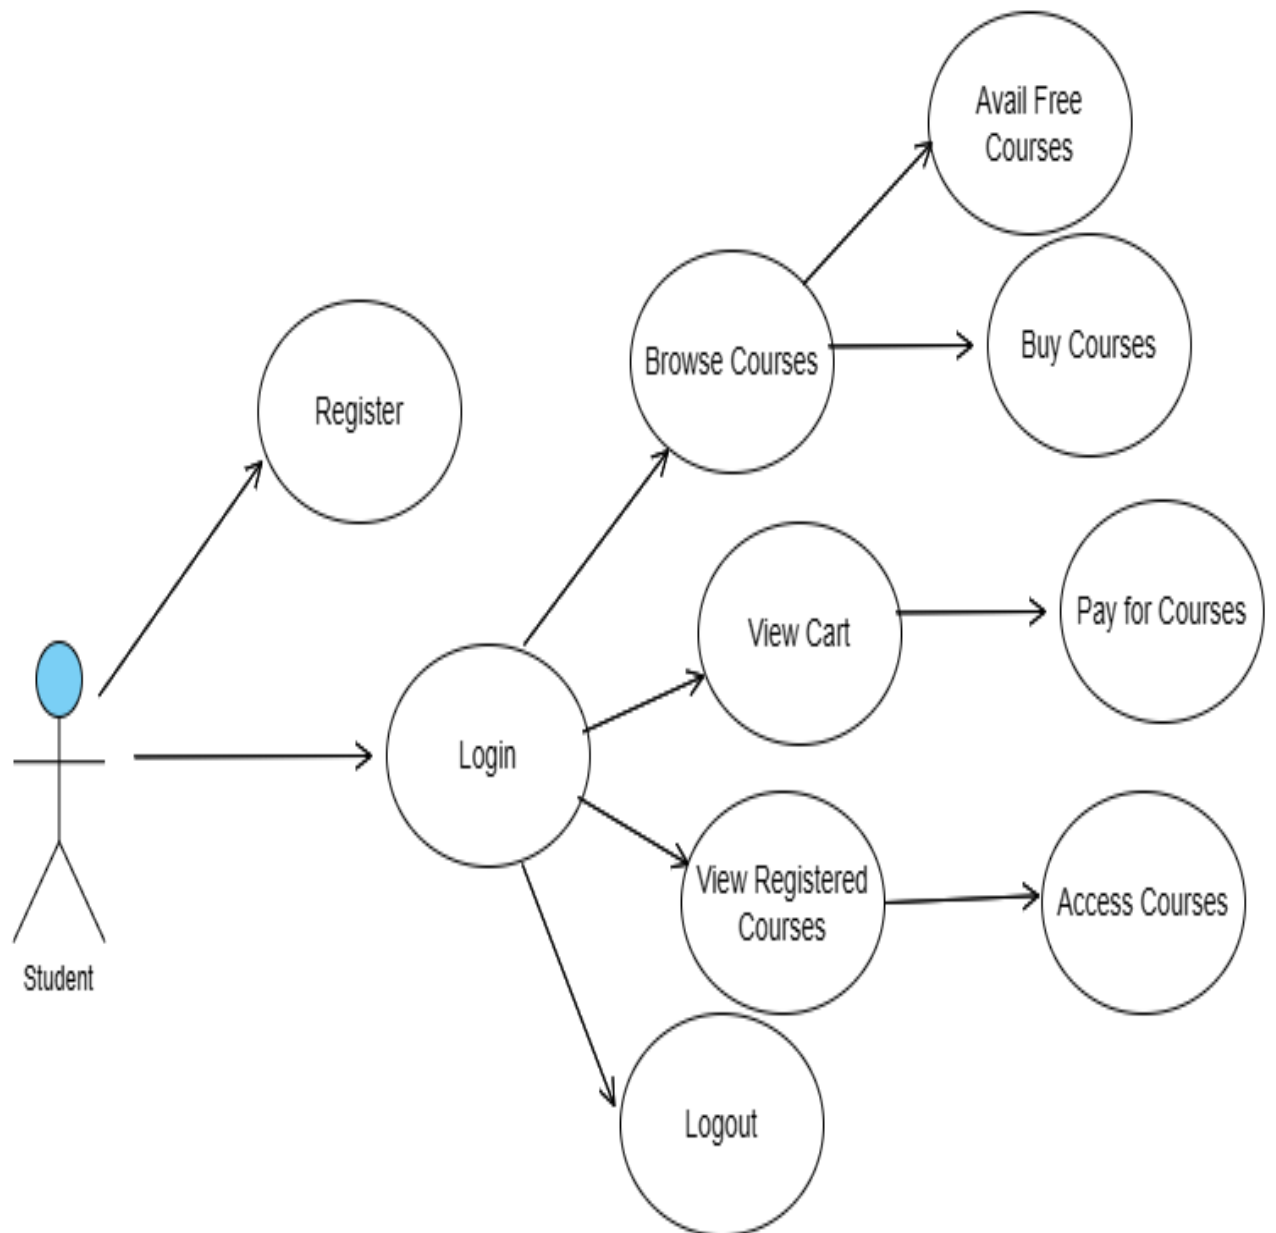 Avail Free
Courses
Browse Courses
Buy Courses
Register
View Cart
Pay for Courses
Login
View Registered
Courses
Access Courses
Student
Logout